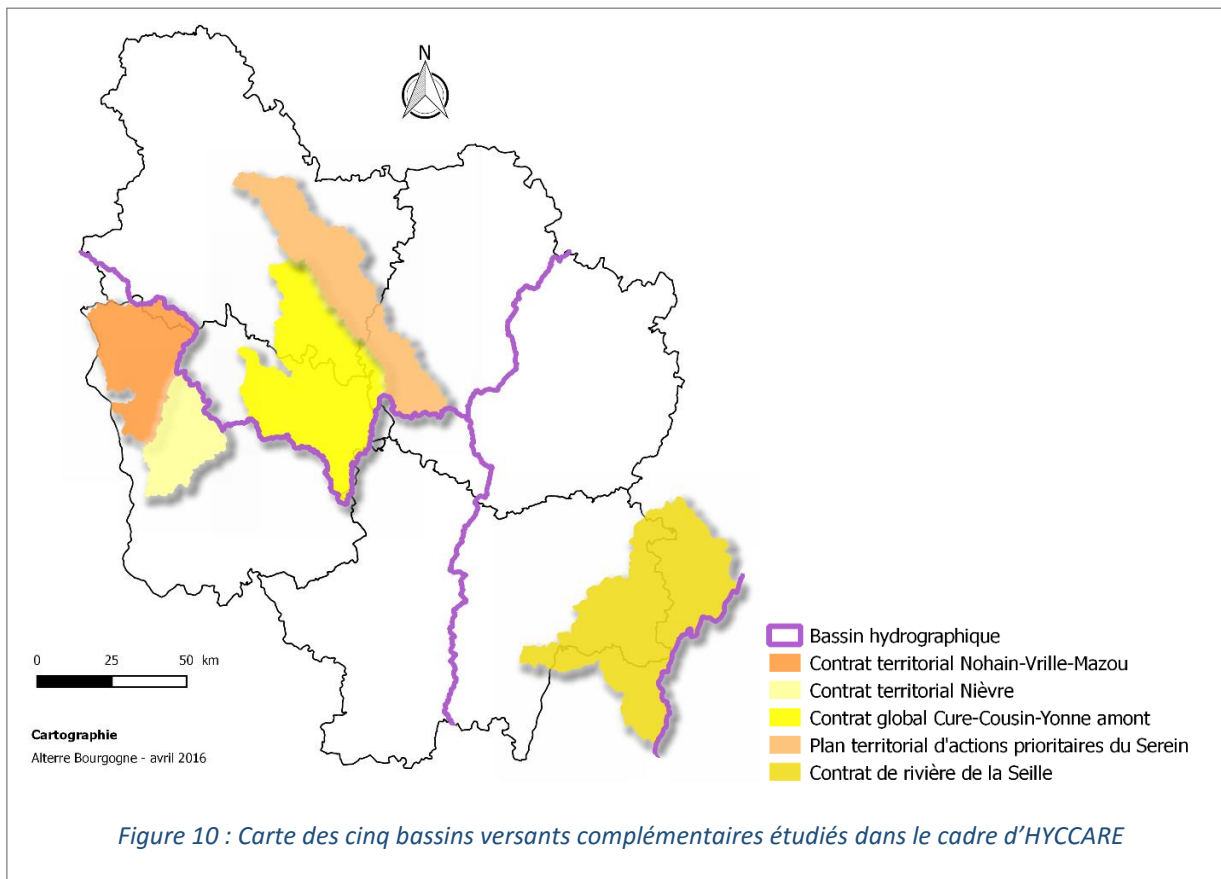 N
Bassin hydrographique
Contrat territorial Nohain-Vrille-Mazou
Contrat territorial Nièvre
Contrat global Cure-Cousin-Yonne amont
Plan territorial d'actions prioritaires du Serein
Contrat de rivière de la Seille
0 25 50 km
Cartographie
Alterre Bourgogne - avril 2016
Figure 10 : Carte des cinq bassins versants complémentaires étudiés dans le cadre d'HYCCARE